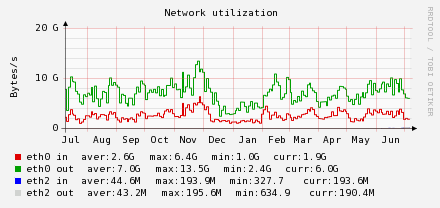 Network utilization
RRDTOOL / TOBI OETIKER
Bytes/s
20 G
10 G
0
Jul Aug Sep Oct Nov Dec Jan Feb Mar Apr May Jun
eth0 in aver:2.6G max:6.4G min:1.0G curr:1.9G
eth0 out aver:7.0G max:13.5G min:2.4G curr:6.0G
eth2 in aver:44.6M max:193.9M min:327.7 curr:193.6M
eth2 out aver:43.2M max:195.6M min:634.9 curr:190.4M